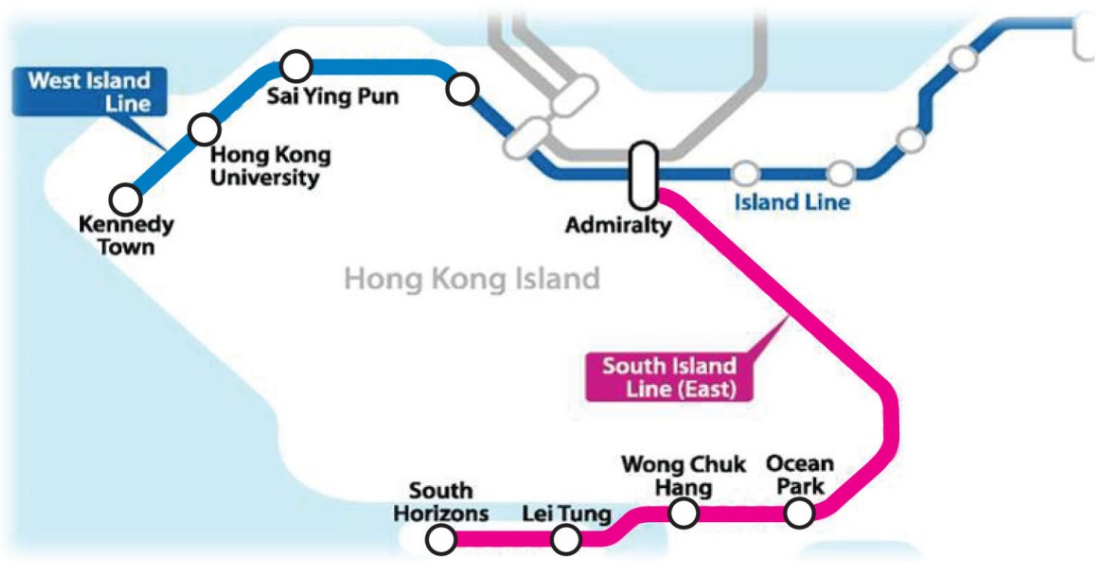 West Island
Line
Sai Ying Pun
Hong Kong
University
Kennedy
Town
Admiralty
Island Line
Hong Kong Island
South Island
Line (East)
Wong Chuk
Hang
Ocean
Park
South
Horizons
Lei Tung